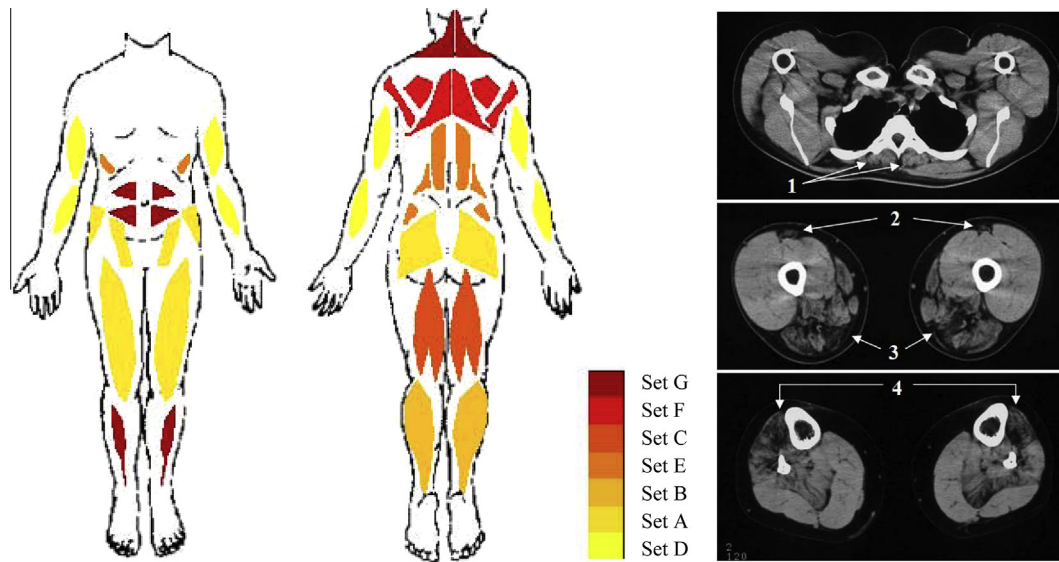 Set G
Set F
Set C
Set E
Set B
Set A
Set D
1
2
3
4
2
120